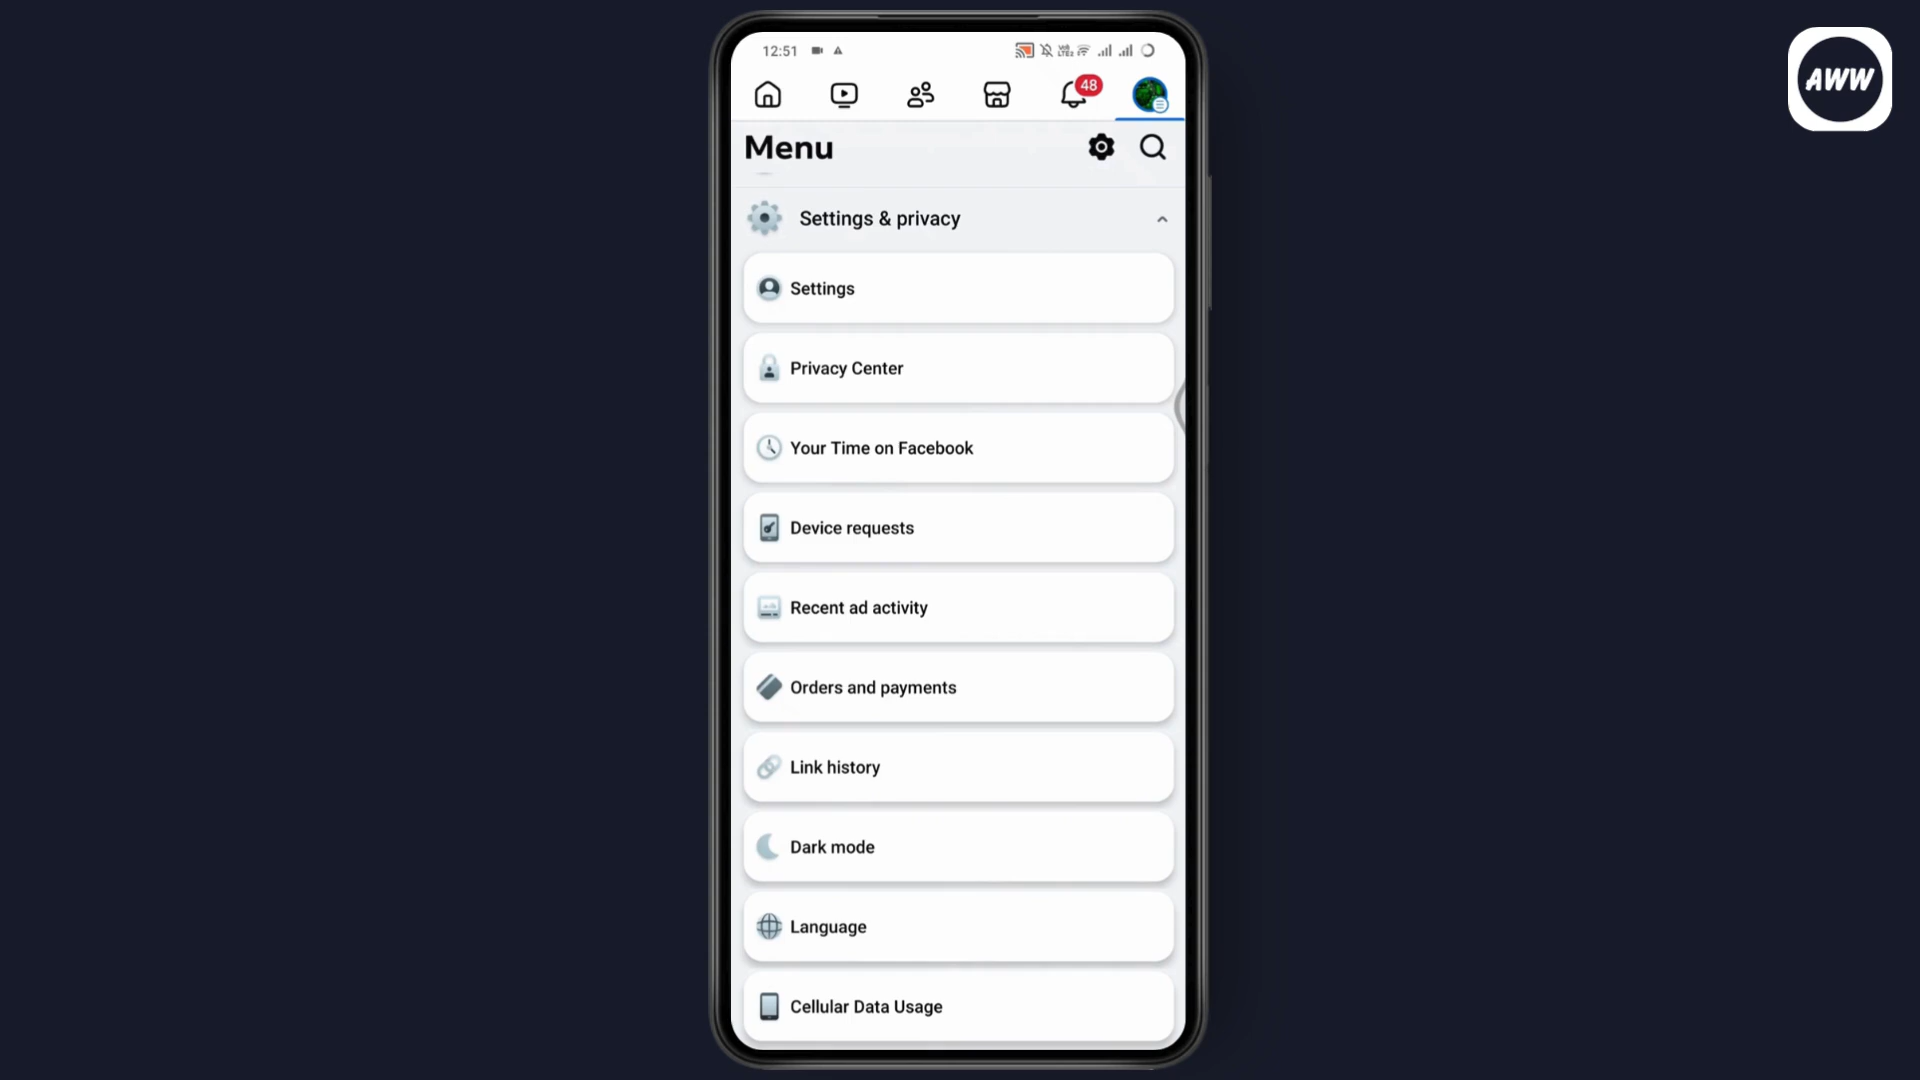 12:51
48
AWW
Menu
Settings & privacy
Settings
Privacy Center
Your Time on Facebook
Device requests
Recent ad activity
Orders and payments
Link history
Dark mode
Language
Cellular Data Usage